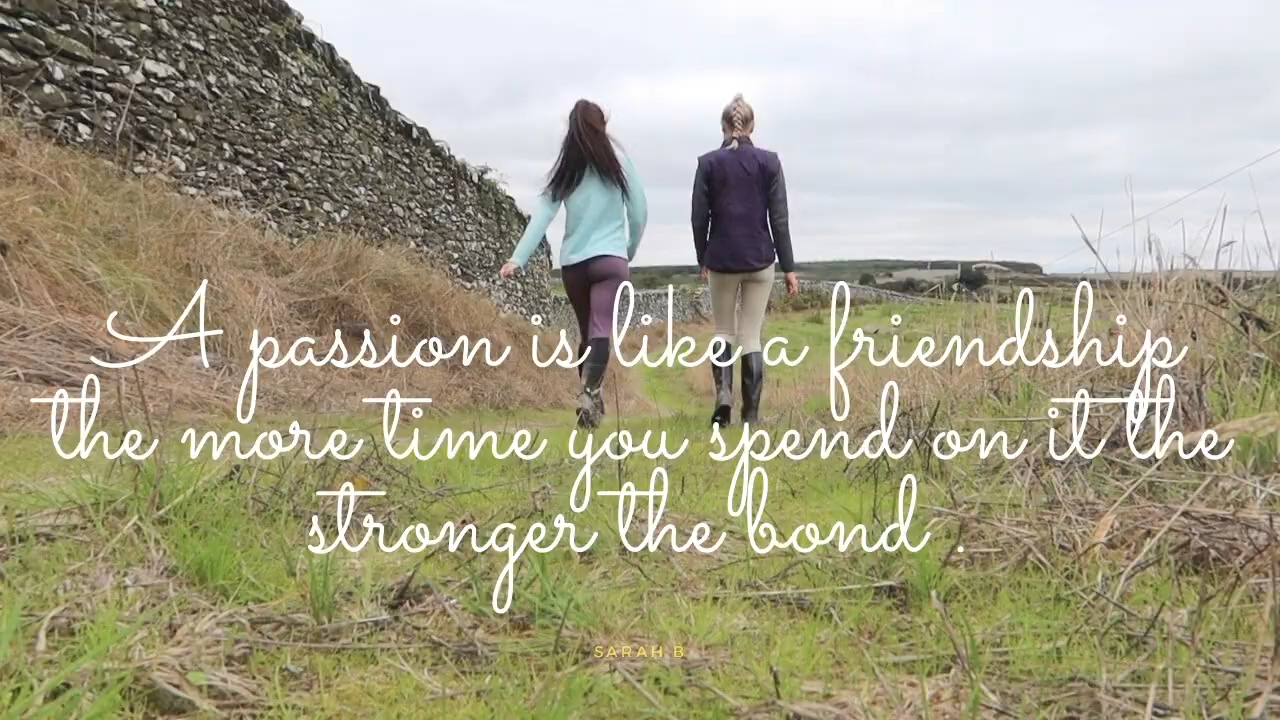 A passion is like a friendship
the more time you spend on it the
stronger the bond .
SARAH B